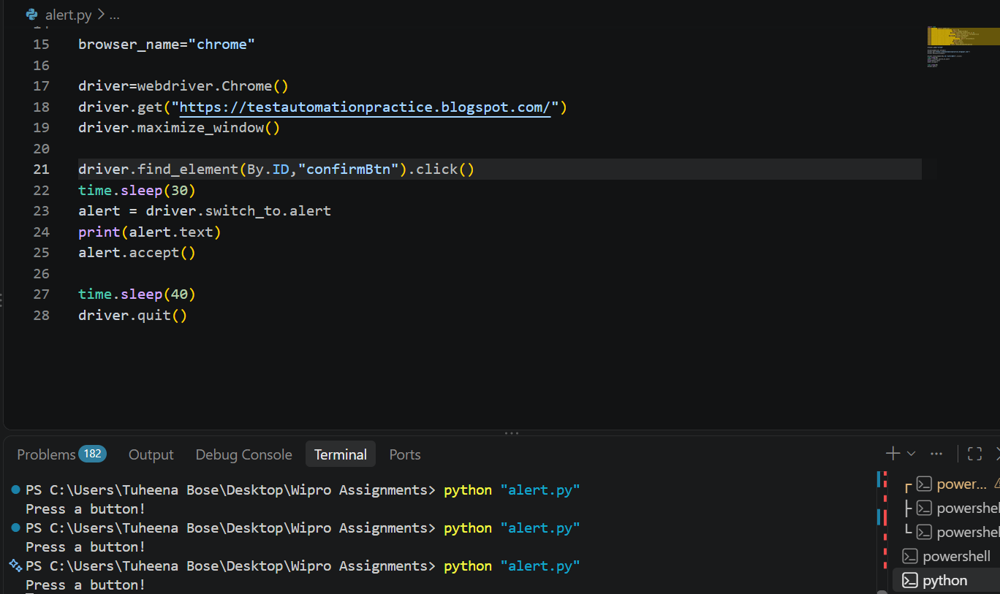 alert.py > ...
15 browser_name="chrome"
16
17 driver=webdriver.Chrome()
18 driver.get("https://testautomationpractice.blogspot.com/")
19 driver.maximize_window()
20
21 driver.find_element(By.ID,"confirmBtn").click()
22 time.sleep(30)
23 alert = driver.switch_to.alert
24 print(alert.text)
25 alert.accept()
26
27 time.sleep(40)
28 driver.quit()
Problems 182 Output Debug Console Terminal Ports
PS C:\Users\Tuheena Bose\Desktop\Wipro Assignments> python "alert.py"
Press a button!
PS C:\Users\Tuheena Bose\Desktop\Wipro Assignments> python "alert.py"
Press a button!
PS C:\Users\Tuheena Bose\Desktop\Wipro Assignments> python "alert.py"
Press a button!
power...
powershel
powershel
powershell
python